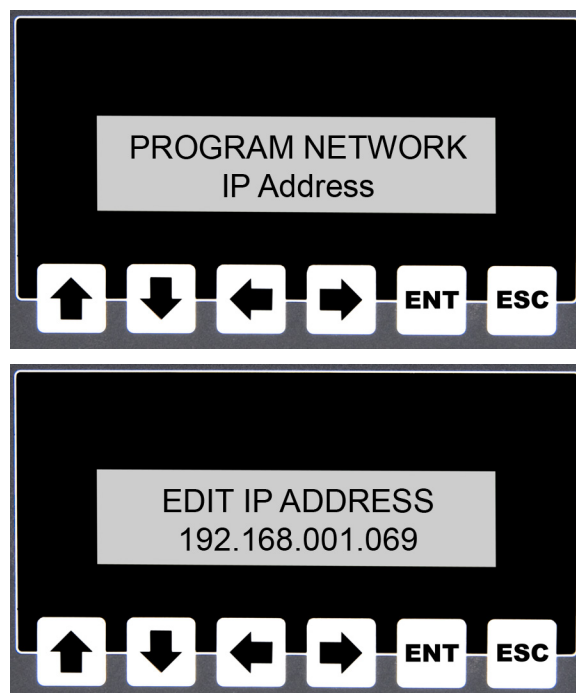 PROGRAM NETWORK
IP Address
ENT ESC
EDIT IP ADDRESS
192.168.001.069
ENT ESC